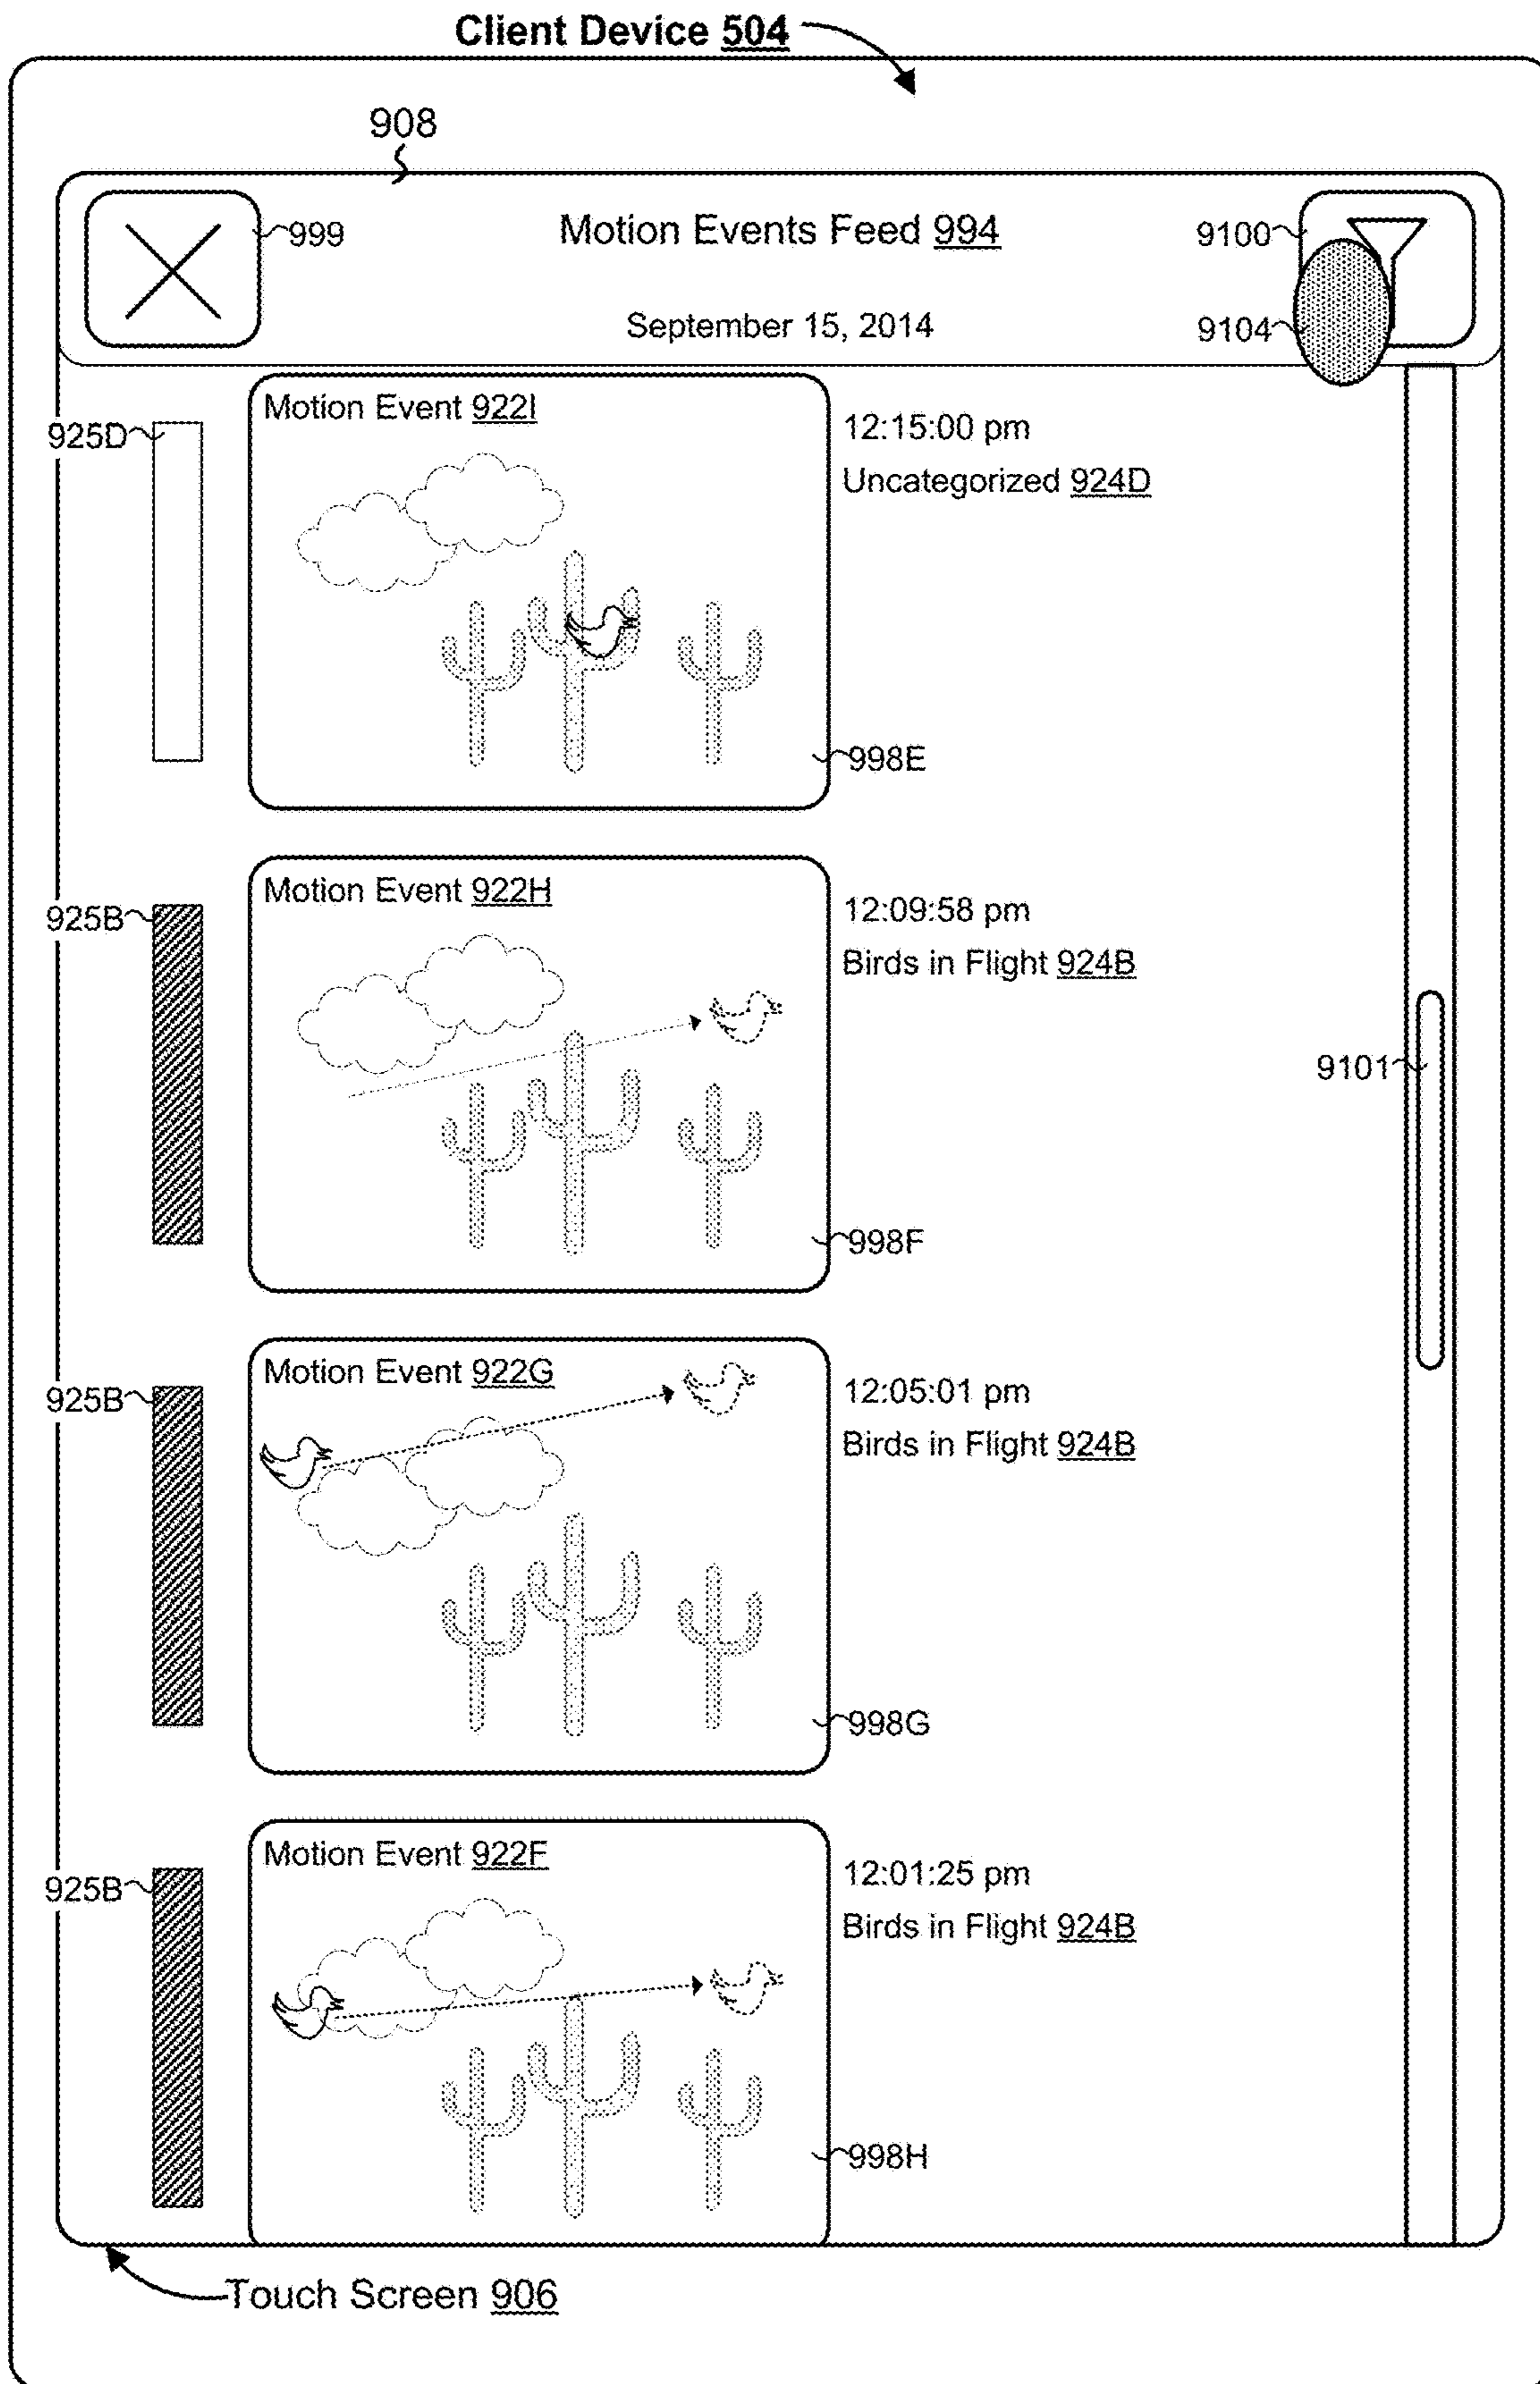 Client Device 504
908
999
Motion Events Feed 994
9100
September 15, 2014
9104
Motion Event 922I
925D
12:15:00 pm
Uncategorized 924D
998E
Motion Event 922H
925B
12:09:58 pm
Birds in Flight 924B
9101
998F
Motion Event 922G
925B
12:05:01 pm
Birds in Flight 924B
998G
Motion Event 922F
925B
12:01:25 pm
Birds in Flight 924B
998H
Touch Screen 906